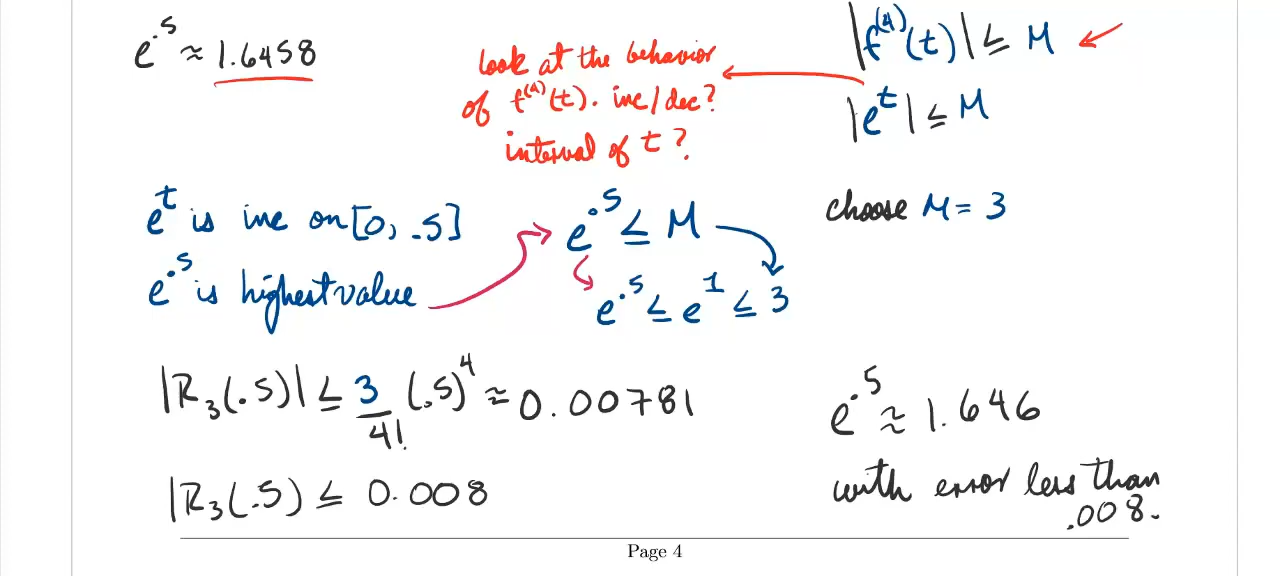 e^.5 ≈ 1.6458
|f^(4)(t)| ≤ M
look at the behavior
of f^(4)(t). inc/dec?
interval of t?
|e^t| ≤ M
e^t is inc on [0, .5]
e^.5 is highest value
e^.5 ≤ M
e^.5 ≤ e^1 ≤ 3
choose M = 3
|R_3(.5)| ≤ 3/4! (.5)^4 ≈ 0.00781
|R_3(.5) ≤ 0.008
e^.5 ≈ 1.646
with error less than
.008.
Page 4